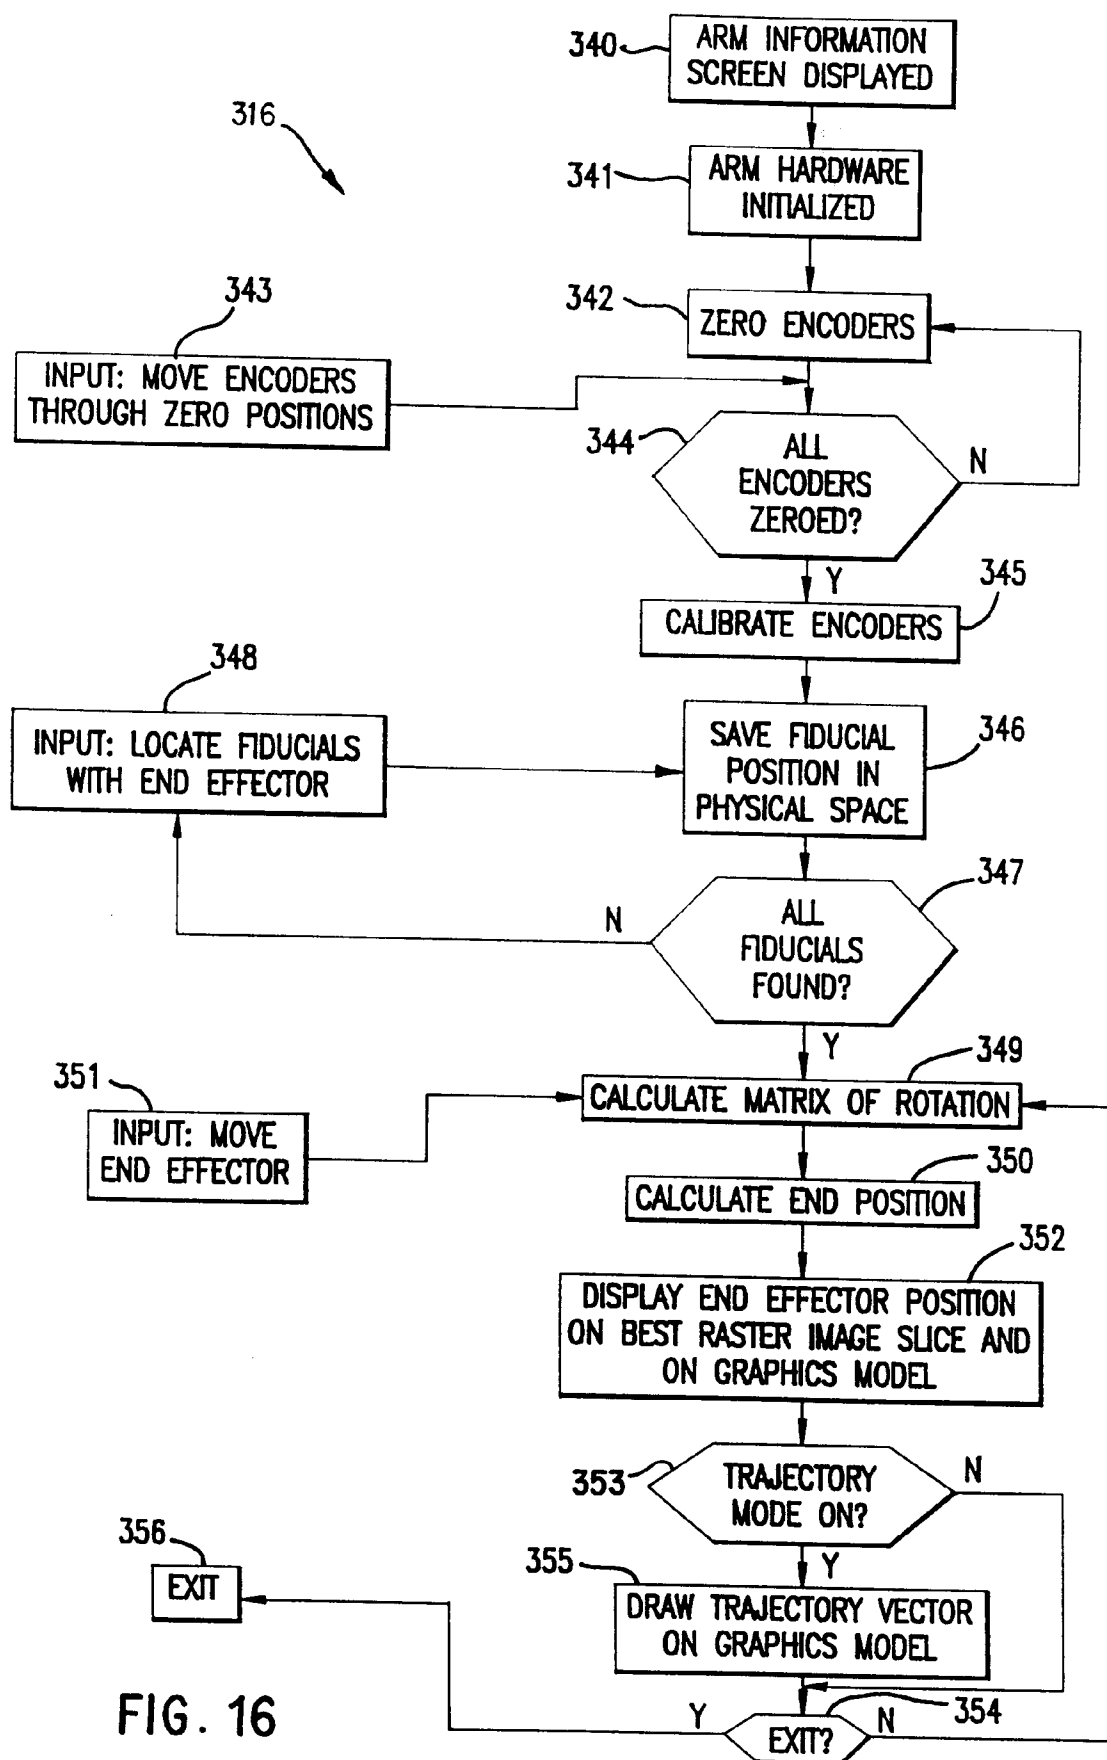 340
ARM INFORMATION
SCREEN DISPLAYED
316
341
ARM HARDWARE
INITIALIZED
343
342
ZERO ENCODERS
INPUT: MOVE ENCODERS
THROUGH ZERO POSITIONS
344
ALL
ENCODERS
ZEROED?
N
Y
345
CALIBRATE ENCODERS
348
INPUT: LOCATE FIDUCIALS
WITH END EFFECTOR
346
SAVE FIDUCIAL
POSITION IN
PHYSICAL SPACE
347
N
ALL
FIDUCIALS
FOUND?
Y
349
351
CALCULATE MATRIX OF ROTATION
INPUT: MOVE
END EFFECTOR
350
CALCULATE END POSITION
352
DISPLAY END EFFECTOR POSITION
ON BEST RASTER IMAGE SLICE AND
ON GRAPHICS MODEL
353
TRAJECTORY
MODE ON?
N
Y
356
EXIT
355
DRAW TRAJECTORY VECTOR
ON GRAPHICS MODEL
FIG. 16
Y
EXIT?
N
354